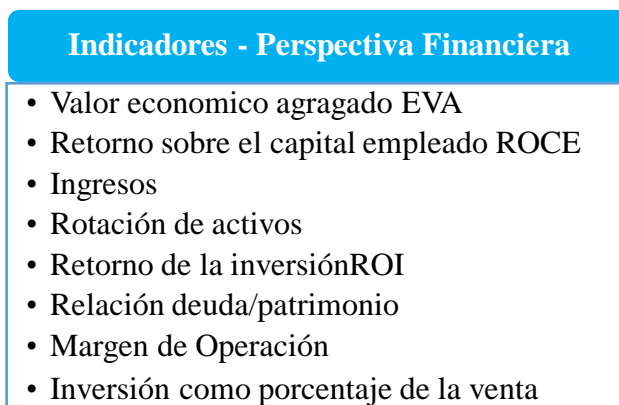 Indicadores - Perspectiva Financiera
• Valor economico agragado EVA
• Retorno sobre el capital empleado ROCE
• Ingresos
• Rotación de activos
• Retorno de la inversiónROI
• Relación deuda/patrimonio
• Margen de Operación
• Inversión como porcentaje de la venta